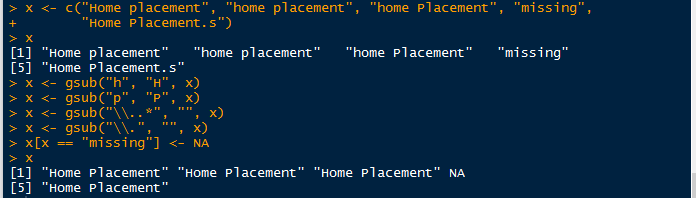 > x <- c("Home placement", "home placement", "home Placement", "missing",
+        "Home Placement.s")
> x
[1] "Home placement"   "home placement"   "home Placement"   "missing"
[5] "Home Placement.s"
> x <- gsub("h", "H", x)
> x <- gsub("p", "P", x)
> x <- gsub("\\..*", "", x)
> x <- gsub("\\.", "", x)
> x[x == "missing"] <- NA
> x
[1] "Home Placement" "Home Placement" "Home Placement" NA
[5] "Home Placement"